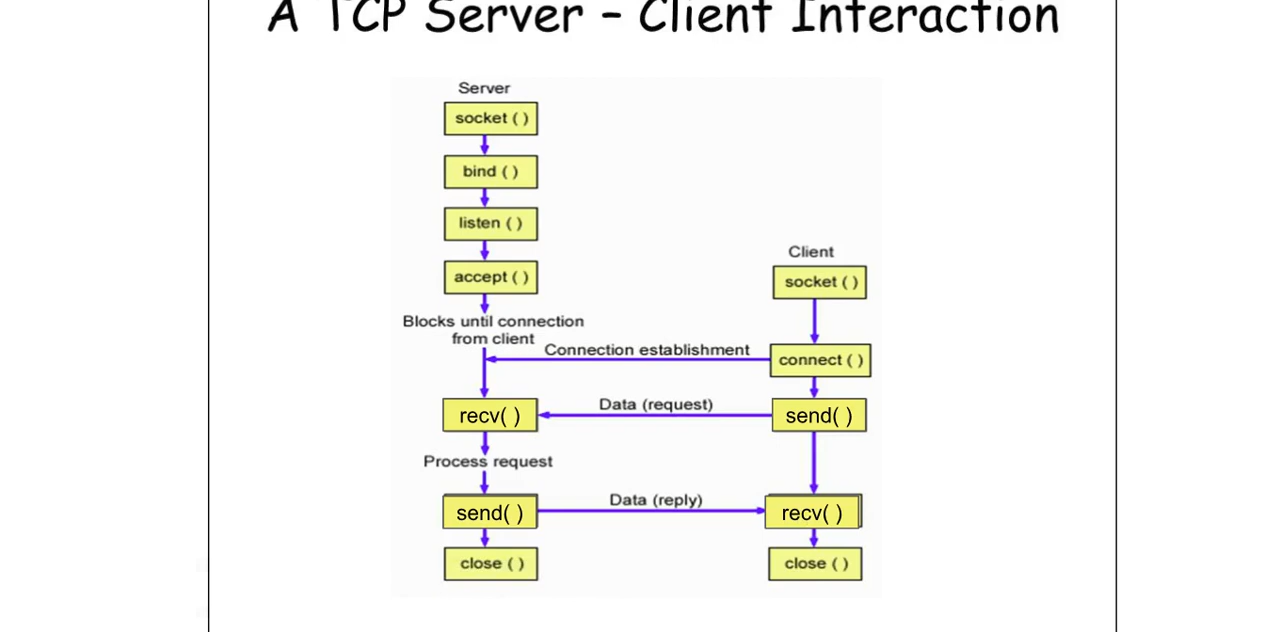 A TCP Server – Client Interaction
Server
socket ( )
bind ( )
listen ( )
accept ( )
Blocks until connection
from client
Client
socket ( )
Connection establishment
connect ( )
recv( )
Data (request)
send( )
Process request
send( )
Data (reply)
recv( )
close ( )
close ( )